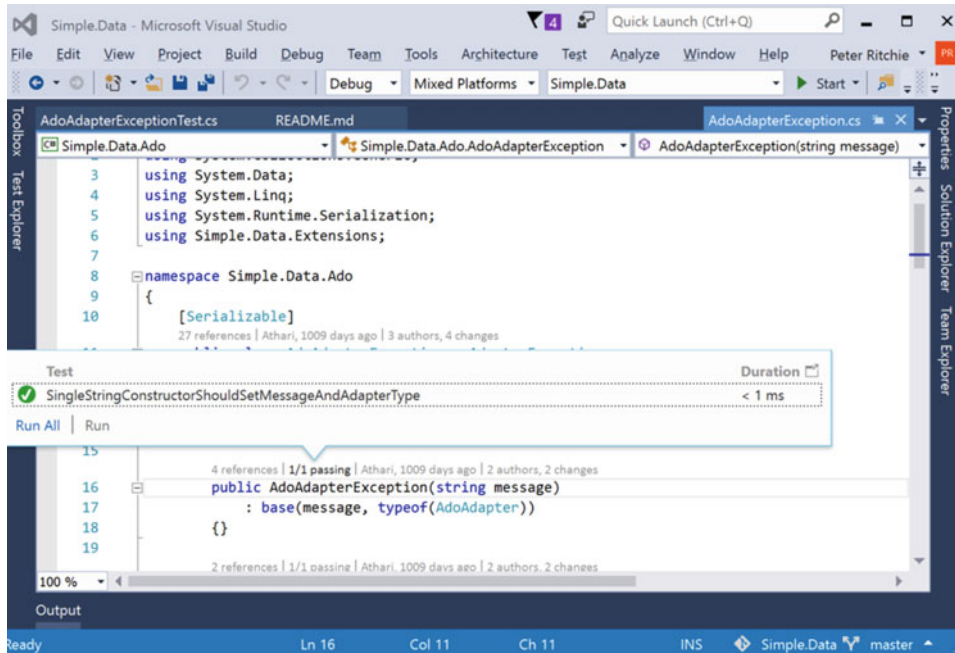 Simple.Data - Microsoft Visual Studio
4
Quick Launch (Ctrl+Q)
File Edit View Project Build Debug Team Tools Architecture Test Analyze Window Help Peter Ritchie PR
Debug Mixed Platforms Simple.Data Start
Toolbox
Test Explorer
AdoAdapterExceptionTest.cs README.md AdoAdapterException.cs
C# Simple.Data.Ado Simple.Data.Ado.AdoAdapterException AdoAdapterException(string message)
3 using System.Data;
4 using System.Linq;
5 using System.Runtime.Serialization;
6 using Simple.Data.Extensions;
7
8 namespace Simple.Data.Ado
9 {
10 [Serializable]
27 references | Athari, 1009 days ago | 3 authors, 4 changes
Test Duration
SingleStringConstructorShouldSetMessageAndAdapterType < 1 ms
Run All | Run
15
4 references | 1/1 passing | Athari, 1009 days ago | 2 authors, 2 changes
16 public AdoAdapterException(string message)
17 : base(message, typeof(AdoAdapter))
18 {}
19
2 references | 1/1 passing | Athari, 1009 days ago | 2 authors, 2 changes
100 %
Properties
Solution Explorer
Team Explorer
Output
Ready Ln 16 Col 11 Ch 11 INS Simple.Data master